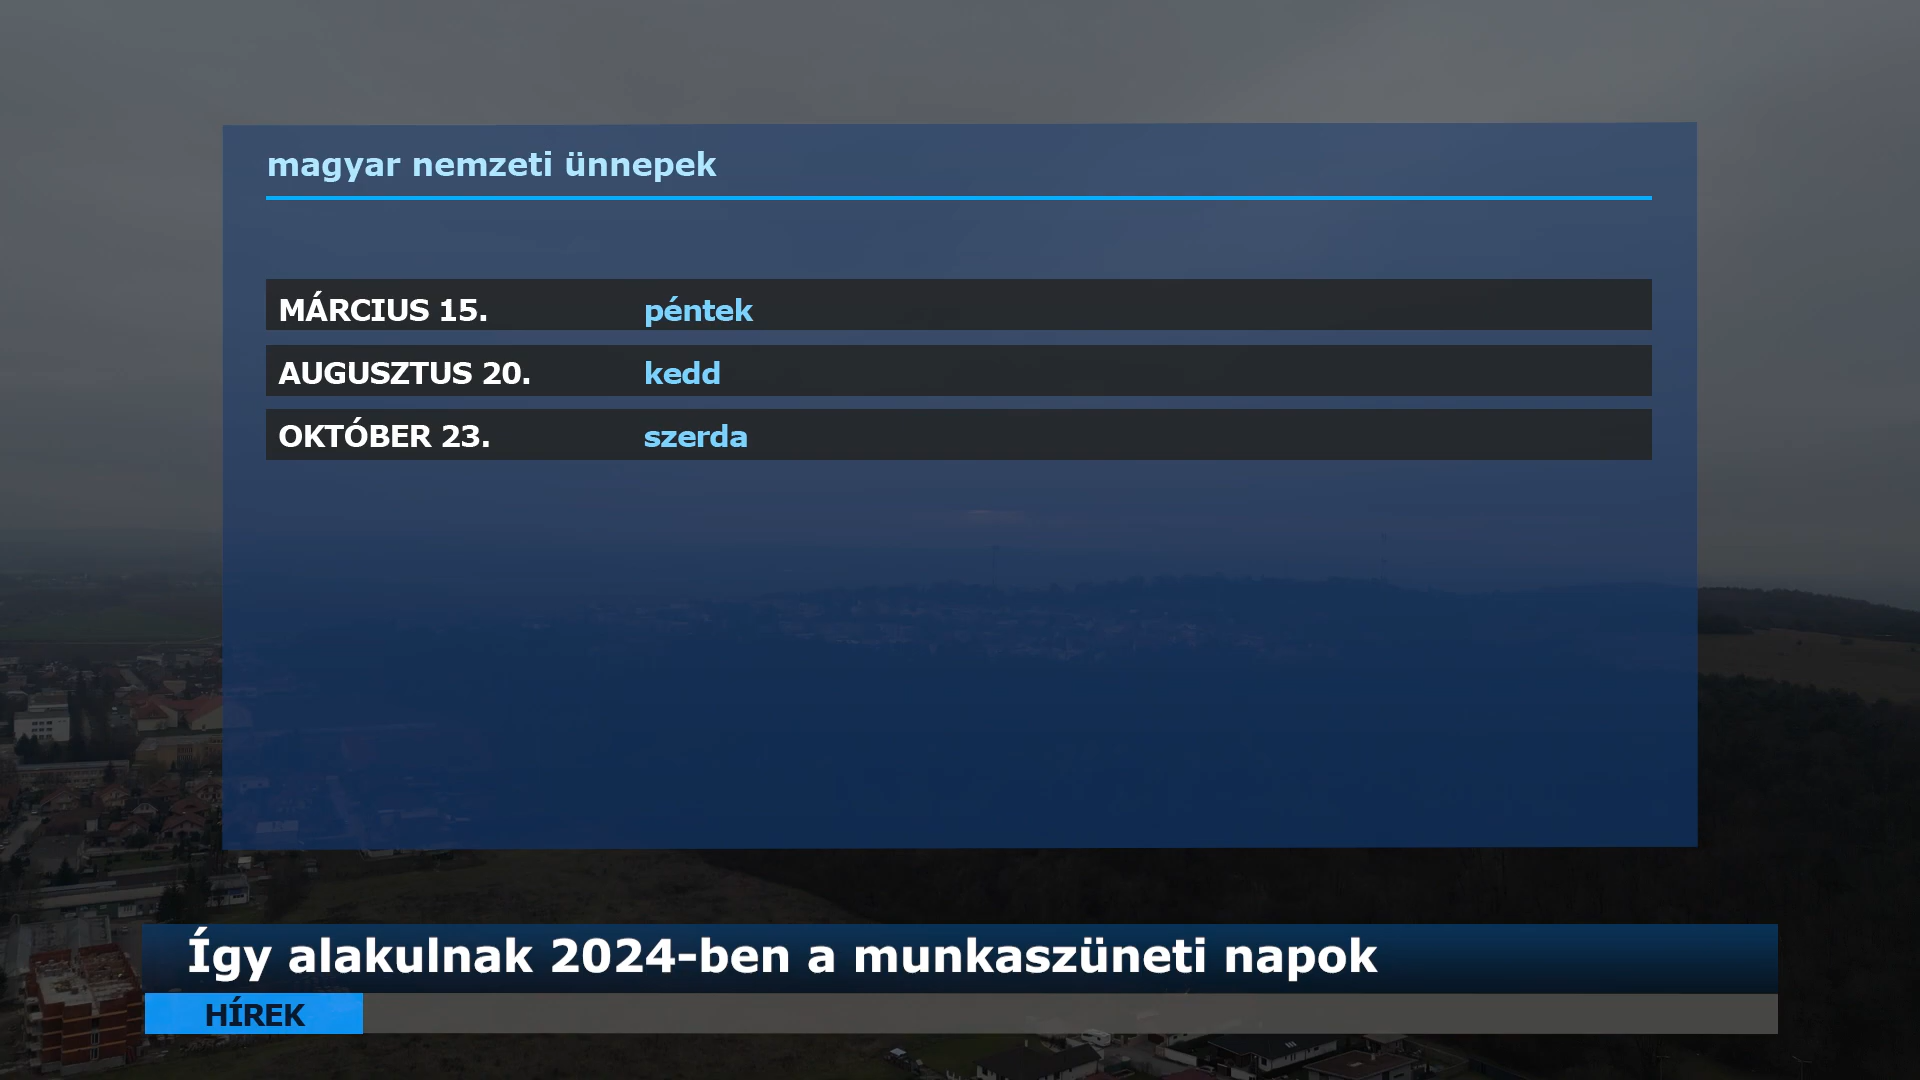 magyar nemzeti ünnepek
MÁRCIUS 15. péntek
AUGUSZTUS 20. kedd
OKTÓBER 23. szerda
Így alakulnak 2024-ben a munkaszüneti napok
HÍREK